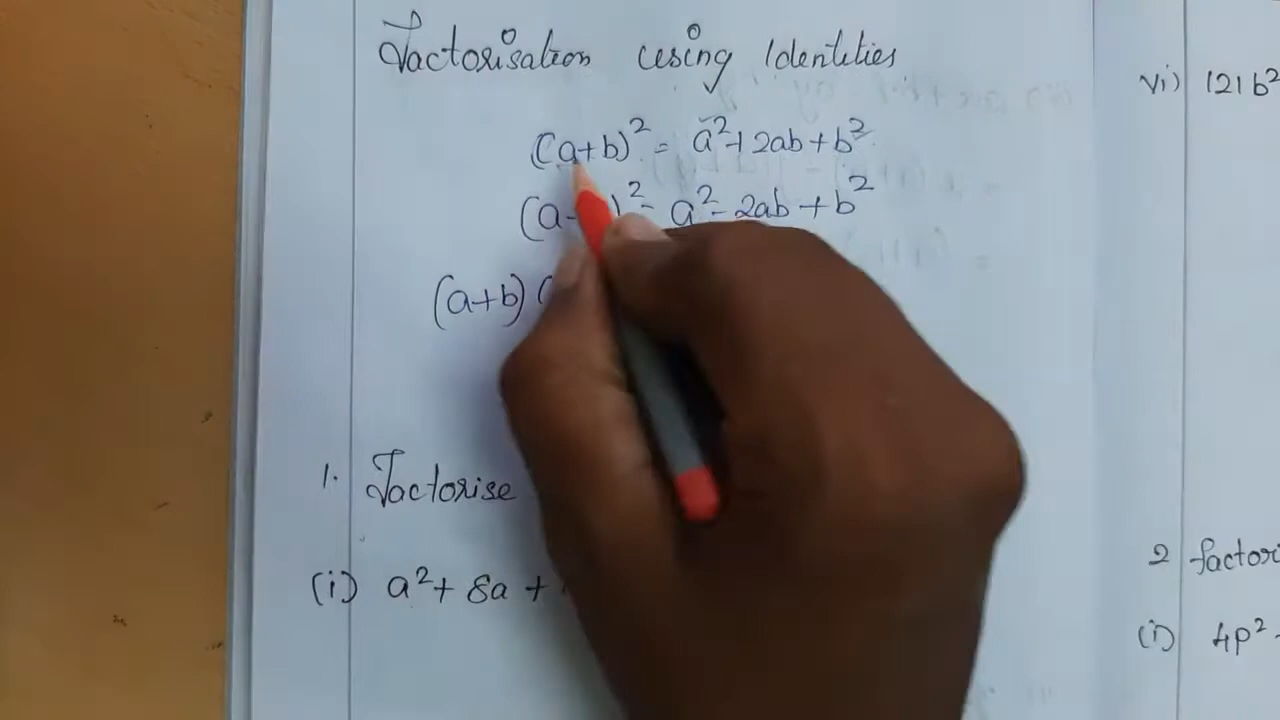 Factorisation using Identities
(a+b)² = a²+2ab+b²
(a- )² = a²-2ab+b²
(a+b) (
1. Factorise
(i) a²+ 8a +
vi) 121b²
2 factori
(i) 4p² -